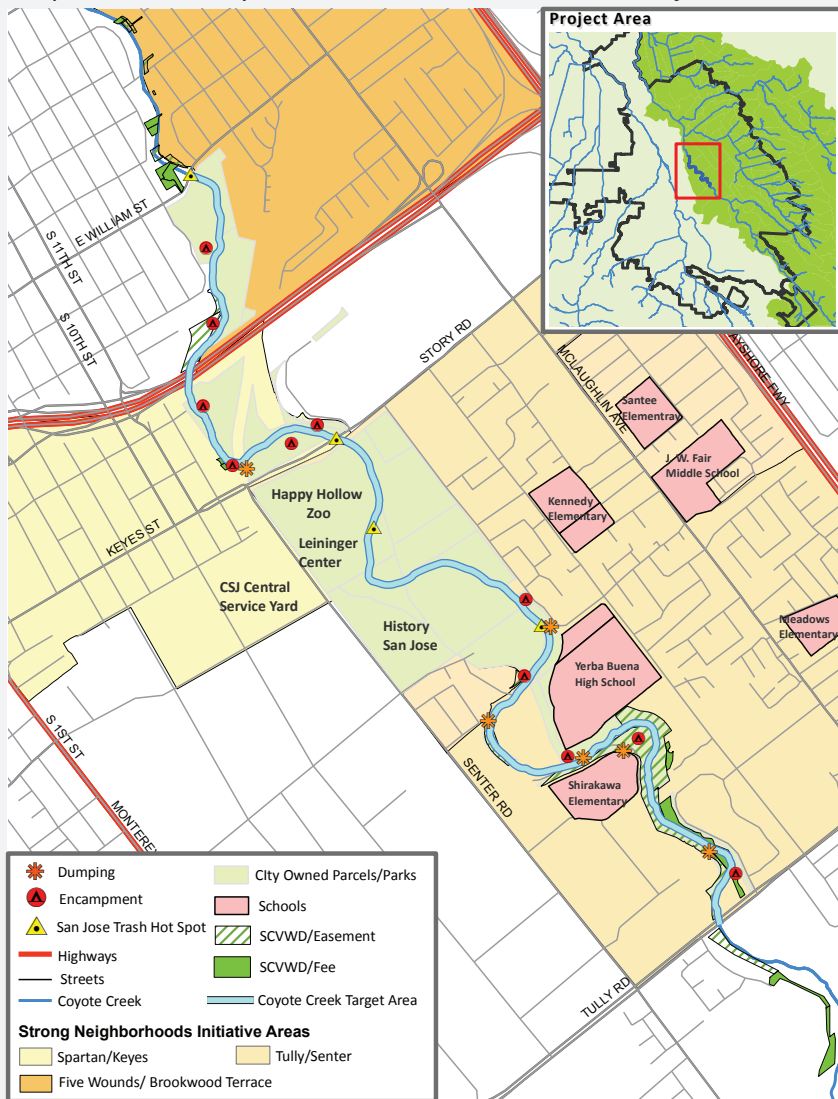 Project Area
E WILLIAM ST
S 11TH ST
S 10TH ST
STORY RD
MCLAUGHLIN AVE
AYSHORE FWY
Santee
Elementray
J. W. Fair
Middle School
Kennedy
Elementary
Happy Hollow
Zoo
Leininger
Center
KEYES ST
CSJ Central
Service Yard
History
San Jose
Meadows
Elementary
Yerba Buena
High School
S 1ST ST
MONTEREY
SENTER RD
Shirakawa
Elementary
TULLY RD
Dumping
Encampment
San Jose Trash Hot Spot
Highways
Streets
Coyote Creek
CIty Owned Parcels/Parks
Schools
SCVWD/Easement
SCVWD/Fee
Coyote Creek Target Area
Strong Neighborhoods Initiative Areas
Spartan/Keyes
Tully/Senter
Five Wounds/ Brookwood Terrace